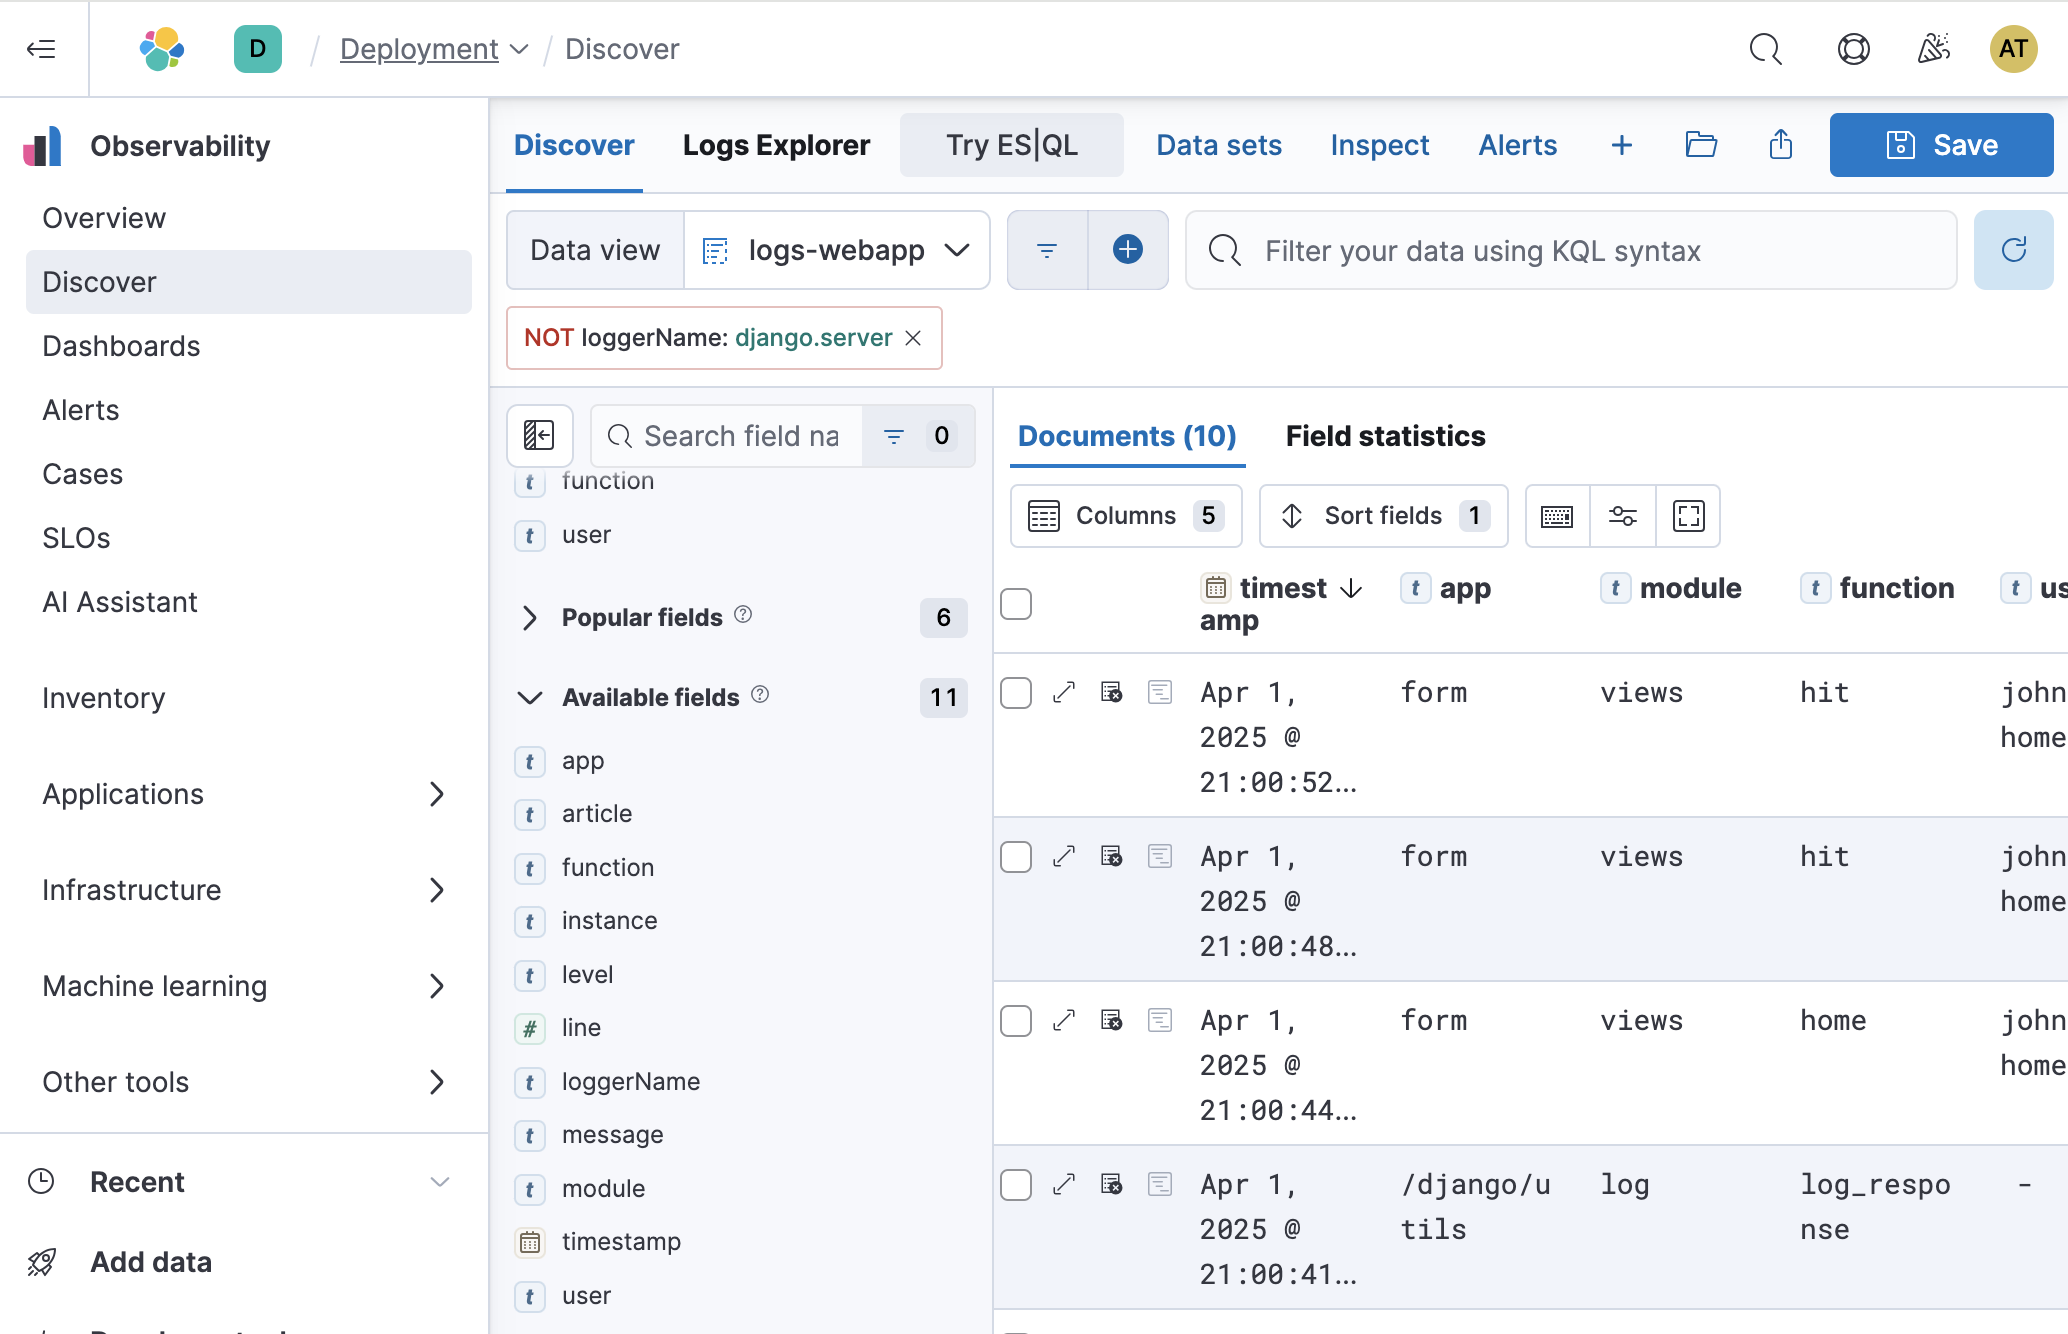 D / Deployment / Discover
AT
Observability
Overview
Discover
Dashboards
Alerts
Cases
SLOs
AI Assistant
Inventory
Applications
Infrastructure
Machine learning
Other tools
Recent
Add data
Discover Logs Explorer Try ES|QL Data sets Inspect Alerts Save
Data view logs-webapp Filter your data using KQL syntax
NOT loggerName: django.server
Search field na 0
function
user
Popular fields 6
Available fields 11
app
article
function
instance
level
# line
loggerName
message
module
timestamp
user
Documents (10) Field statistics
Columns 5 Sort fields 1
timest app module function us
amp
Apr 1, form views hit john
2025 @ home
21:00:52...
Apr 1, form views hit john
2025 @ home
21:00:48...
Apr 1, form views home john
2025 @ home
21:00:44...
Apr 1, /django/u log log_respo -
2025 @ tils nse
21:00:41...